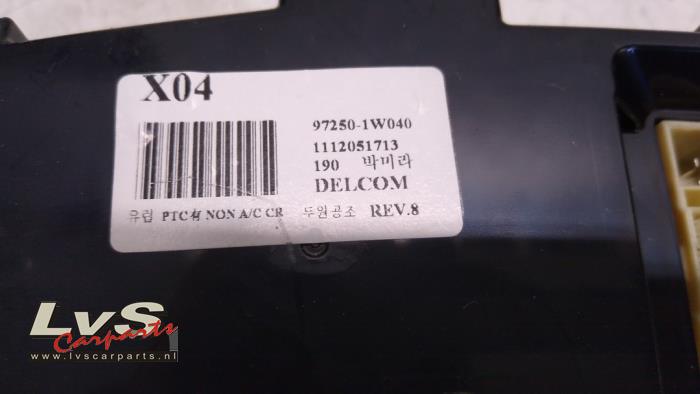 X04
97250-1W040
1112051713
190 박미라
DELCOM
유럽 PTC有 NON A/C CR 두원공조 REV.8
LvS
Carparts
www.lvscarparts.nl